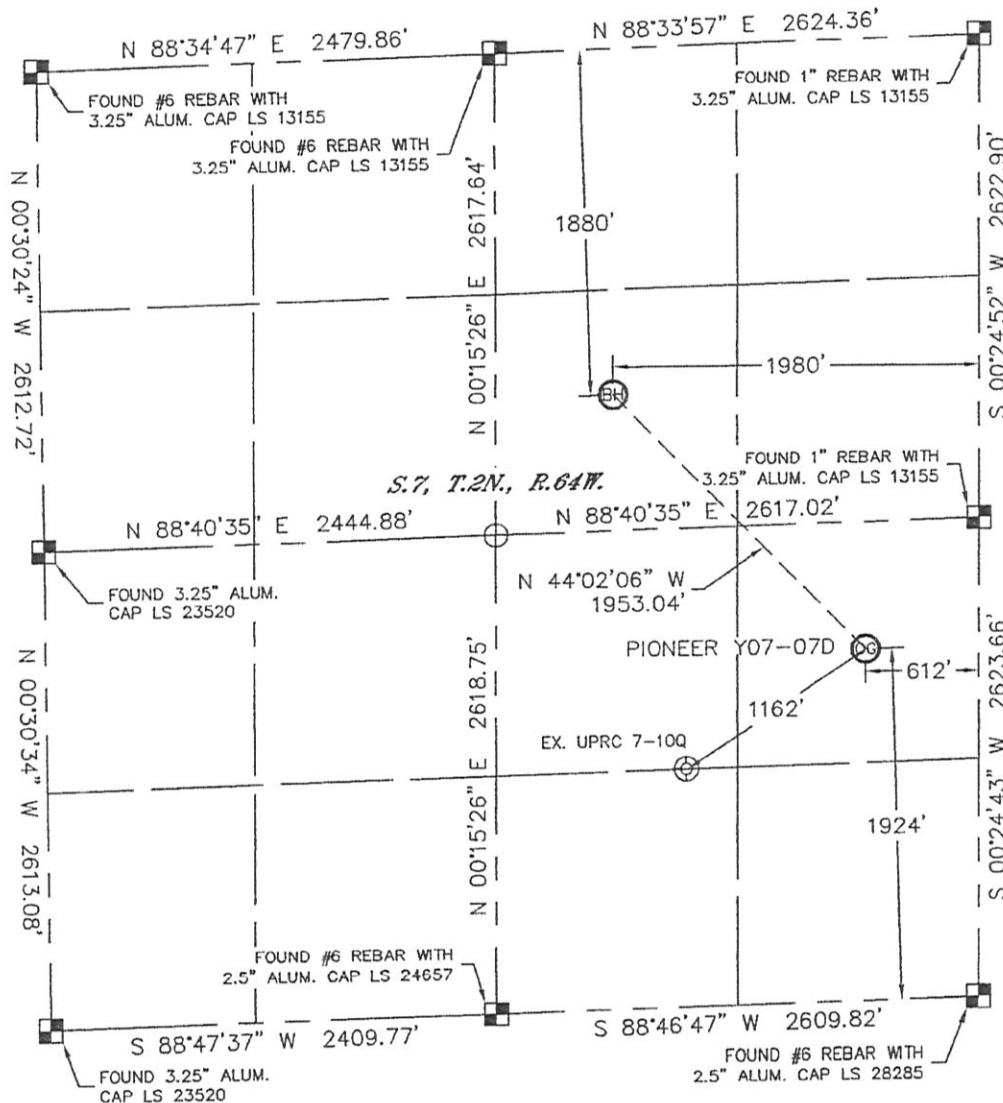 N 88°34'47" E 2479.86'
N 88°33'57" E 2624.36'
FOUND #6 REBAR WITH
3.25" ALUM. CAP LS 13155
FOUND #6 REBAR WITH
3.25" ALUM. CAP LS 13155
FOUND 1" REBAR WITH
3.25" ALUM. CAP LS 13155
N 00°30'24" W 2612.72'
N 00°15'26" E 2617.64'
1880'
S 00°24'52" W 2622.90'
1980'
BH
FOUND 1" REBAR WITH
3.25" ALUM. CAP LS 13155
S.7, T.2N., R.64W.
N 88°40'35' E 2444.88'
N 88°40'35" E 2617.02'
FOUND 3.25" ALUM.
CAP LS 23520
N 44°02'06" W
1953.04'
PIONEER Y07-07D
DG
612'
1162'
EX. UPRC 7-10Q
N 00°30'34" W 2613.08'
N 00°15'26" E 2618.75'
1924'
S 00°24'43" W 2623.66'
FOUND #6 REBAR WITH
2.5" ALUM. CAP LS 24657
S 88°47'37" W 2409.77'
S 88°46'47" W 2609.82'
FOUND 3.25" ALUM.
CAP LS 23520
FOUND #6 REBAR WITH
2.5" ALUM. CAP LS 28285